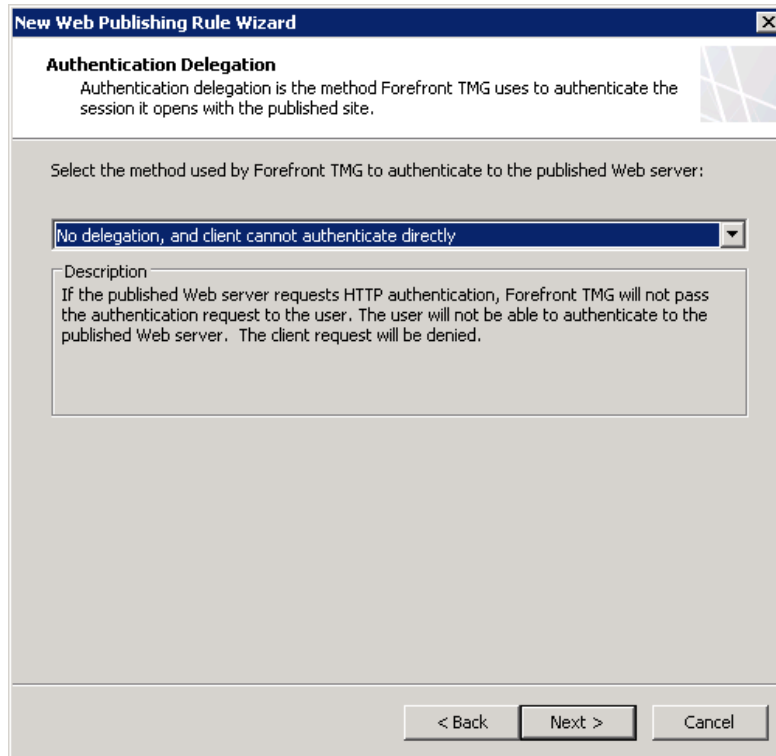 New Web Publishing Rule Wizard
Authentication Delegation
Authentication delegation is the method Forefront TMG uses to authenticate the
session it opens with the published site.
Select the method used by Forefront TMG to authenticate to the published Web server:
No delegation, and client cannot authenticate directly
Description
If the published Web server requests HTTP authentication, Forefront TMG will not pass
the authentication request to the user. The user will not be able to authenticate to the
published Web server.  The client request will be denied.
< Back
Next >
Cancel